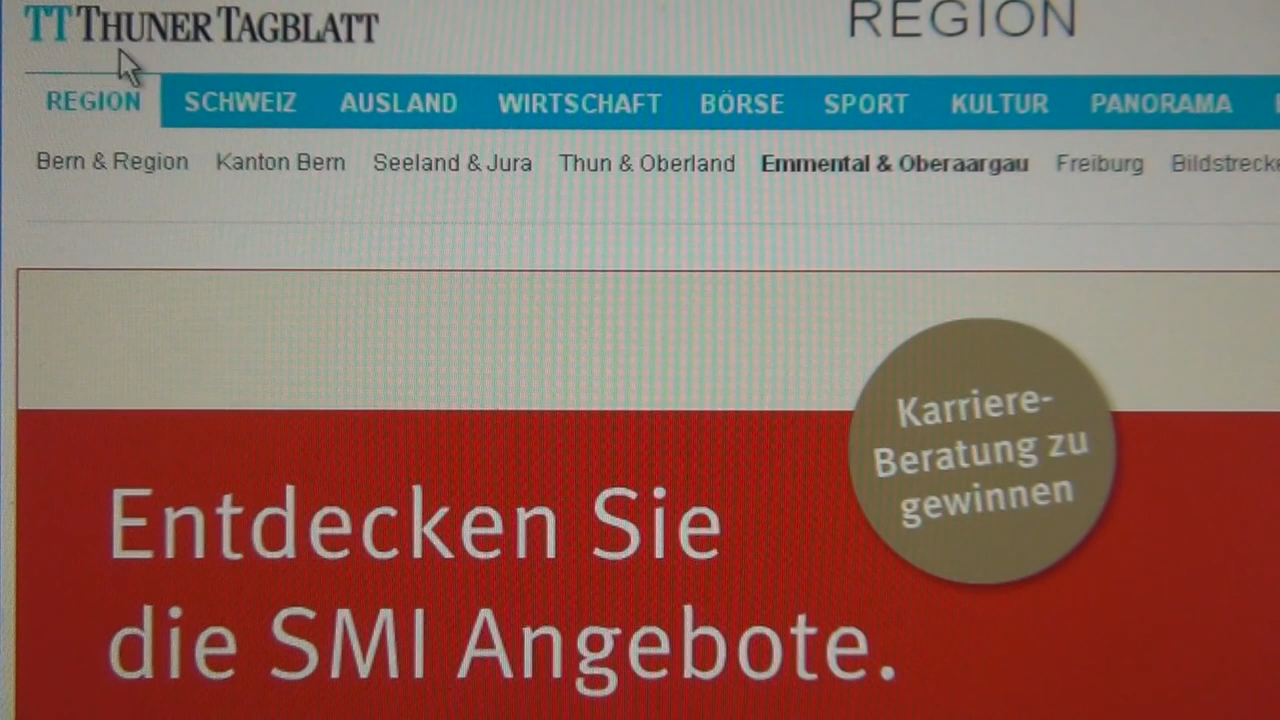 TT THUNER TAGBLATT
REGION
REGION SCHWEIZ AUSLAND WIRTSCHAFT BÖRSE SPORT KULTUR PANORAMA
Bern & Region Kanton Bern Seeland & Jura Thun & Oberland Emmental & Oberaargau Freiburg Bildstrecke
Karriere-
Beratung zu
gewinnen
Entdecken Sie
die SMI Angebote.